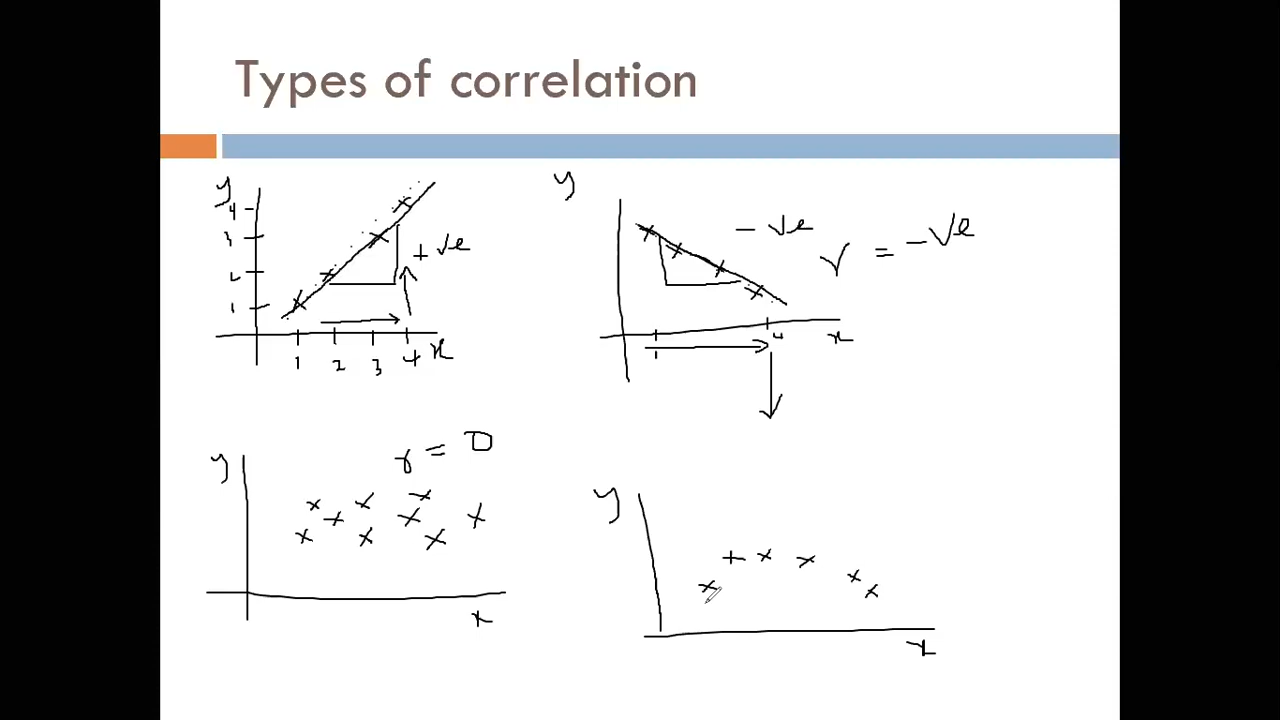 Types of correlation
y
4
3
2
1
+ ve
1 2 3 4 x
y
- ve
r = -ve
1 4 x
r = 0
y
x
y
x